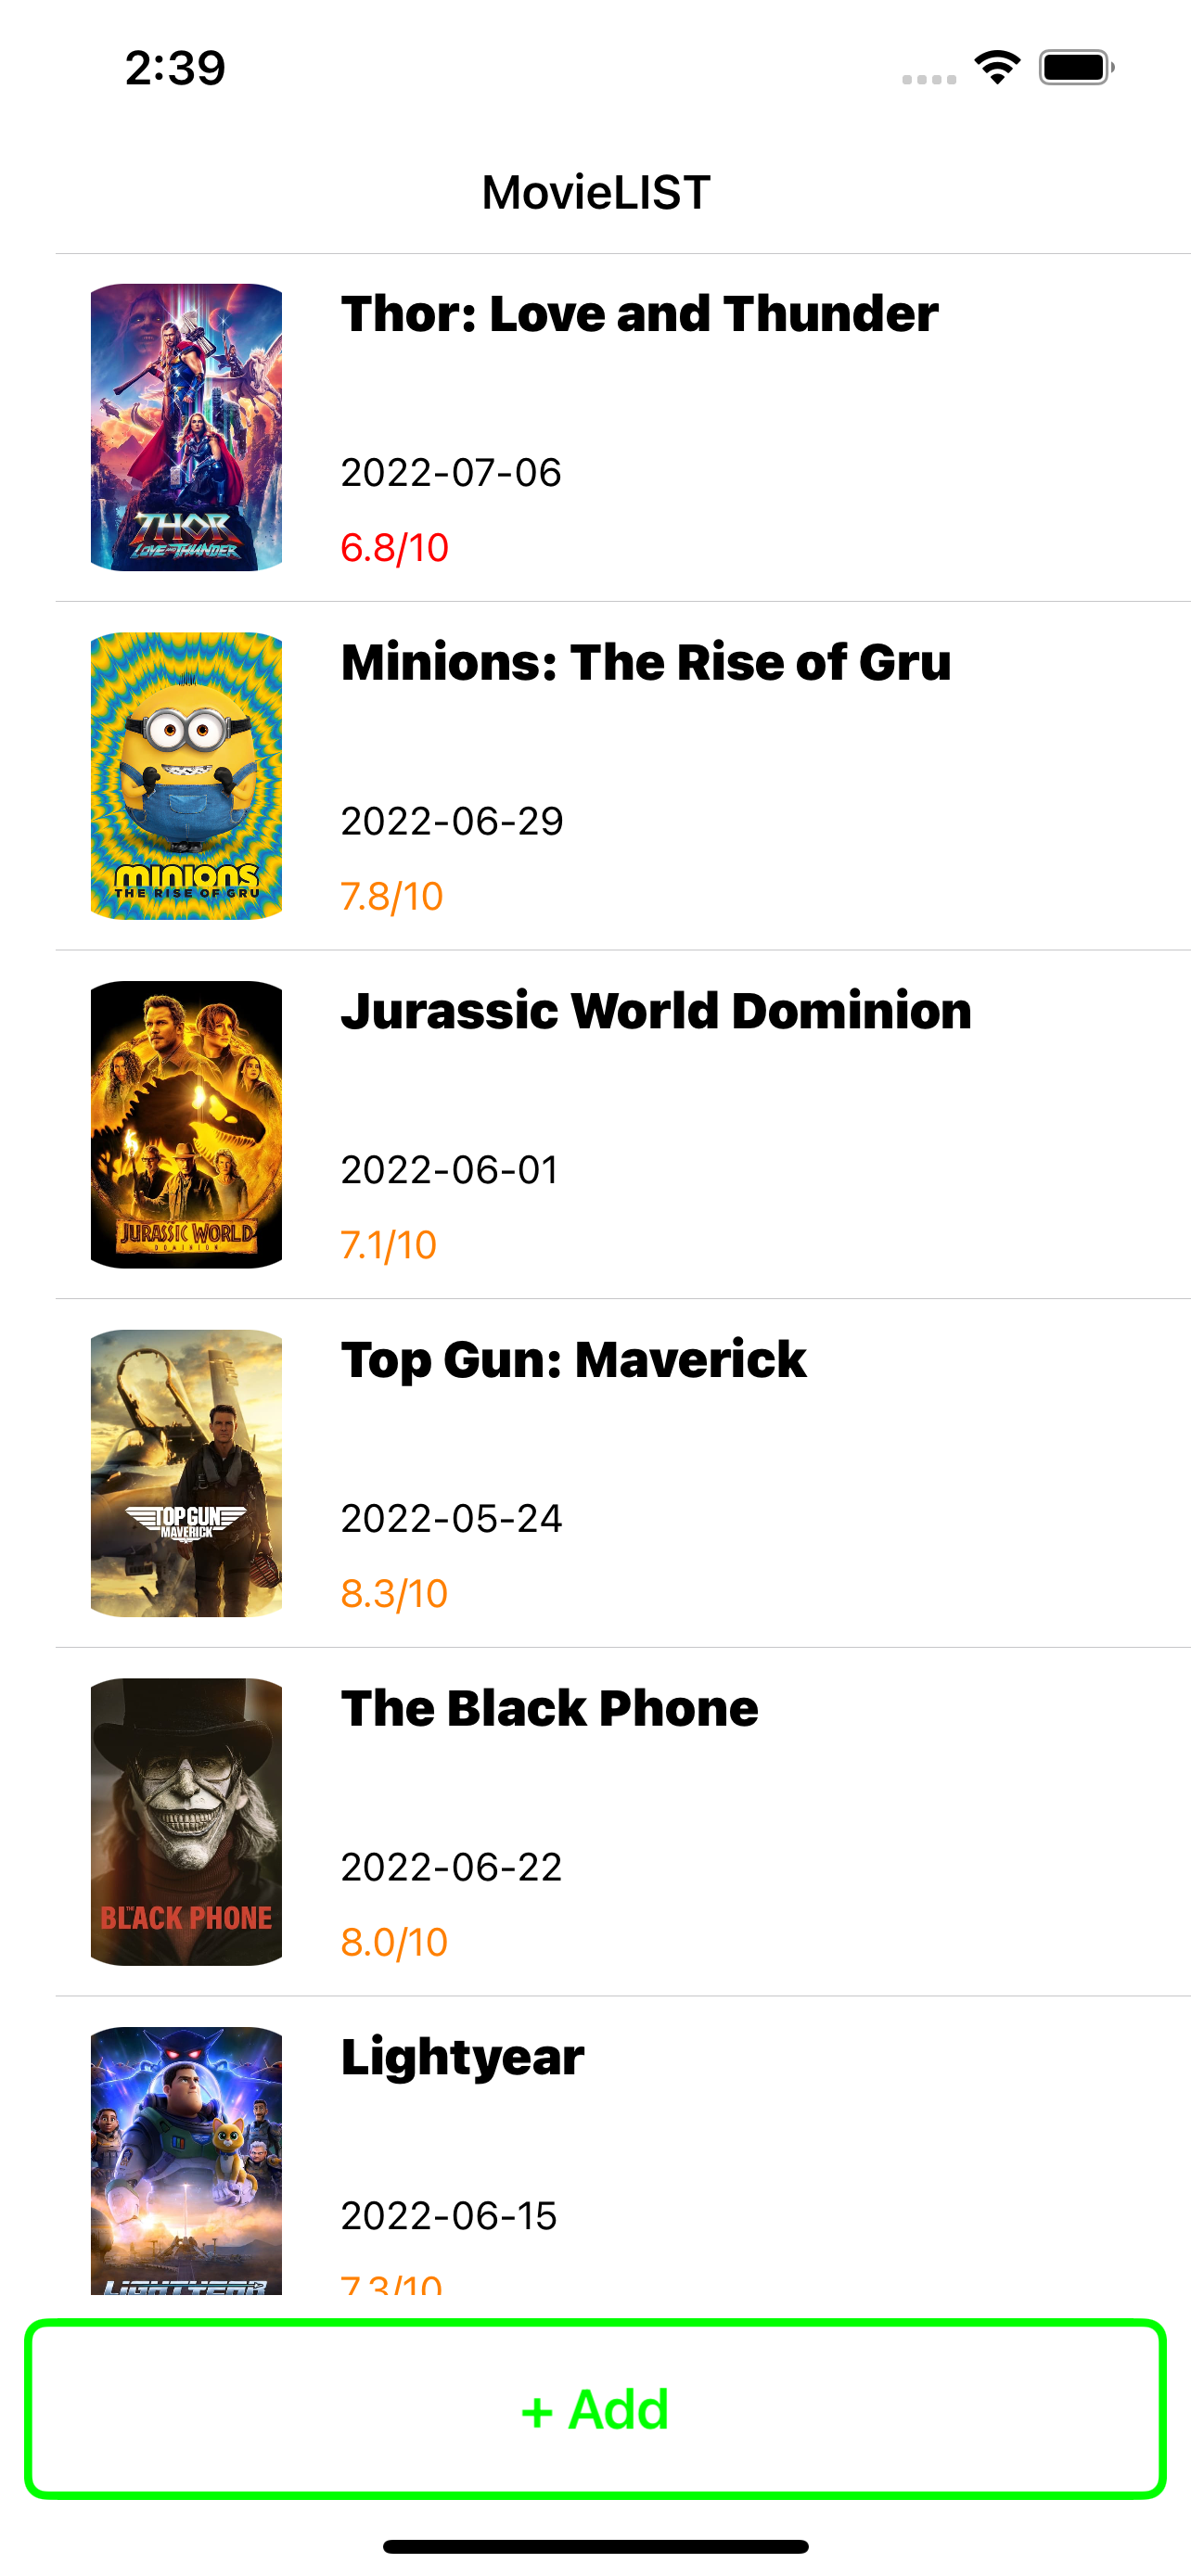 2:39
MovieLIST
Thor: Love and Thunder
THOR
LOVE AND THUNDER
2022-07-06
6.8/10
Minions: The Rise of Gru
minions
THE RISE OF GRU
2022-06-29
7.8/10
Jurassic World Dominion
JURASSIC WORLD
DOMINION
2022-06-01
7.1/10
Top Gun: Maverick
TOP GUN
MAVERICK
2022-05-24
8.3/10
The Black Phone
THE
BLACK PHONE
2022-06-22
8.0/10
Lightyear
LIGHTYEAR
2022-06-15
7.3/10
+ Add